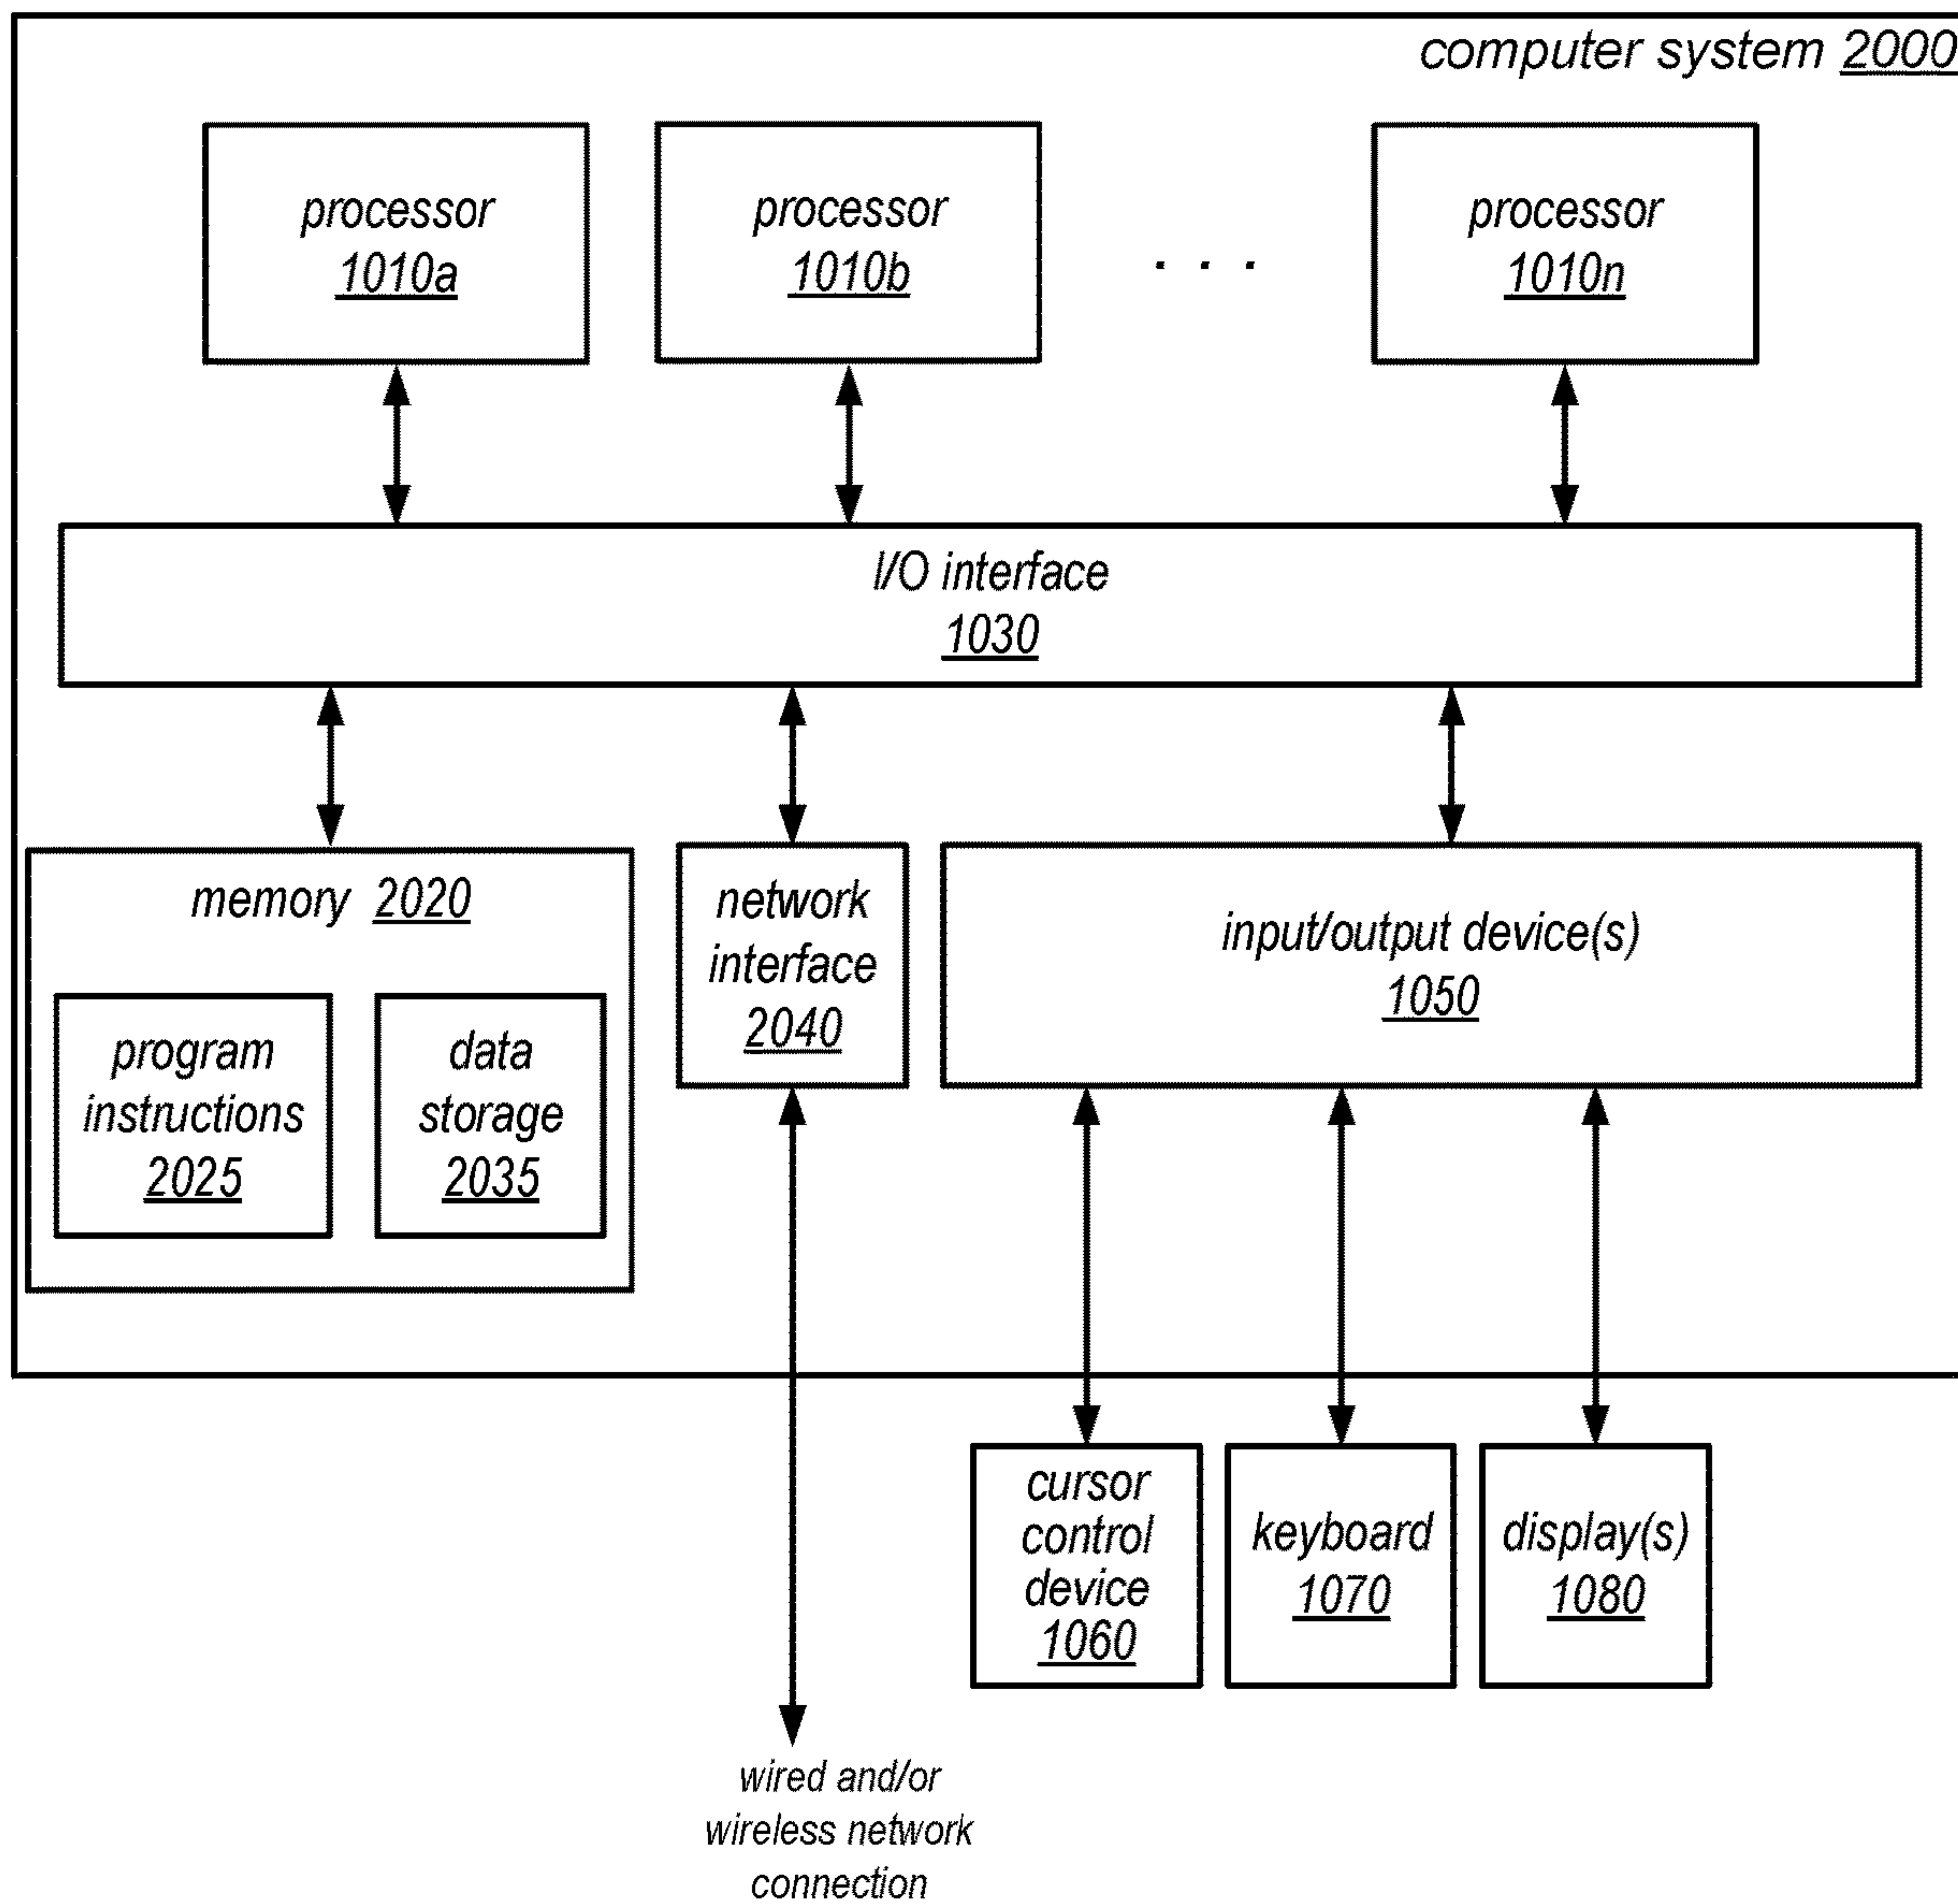 computer system 2000
processor
1010a
processor
1010b
. . .
processor
1010n
I/O interface
1030
memory 2020
program
instructions
2025
data
storage
2035
network
interface
2040
input/output device(s)
1050
cursor
control
device
1060
keyboard
1070
display(s)
1080
wired and/or
wireless network
connection